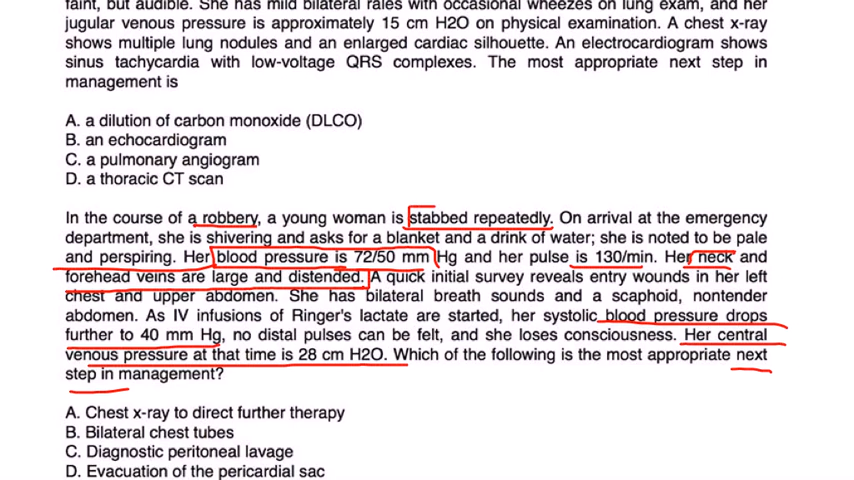 faint, but audible. She has mild bilateral rales with occasional wheezes on lung exam, and her
jugular venous pressure is approximately 15 cm H2O on physical examination. A chest x-ray
shows multiple lung nodules and an enlarged cardiac silhouette. An electrocardiogram shows
sinus tachycardia with low-voltage QRS complexes. The most appropriate next step in
management is
A. a dilution of carbon monoxide (DLCO)
B. an echocardiogram
C. a pulmonary angiogram
D. a thoracic CT scan
In the course of a robbery, a young woman is stabbed repeatedly. On arrival at the emergency
department, she is shivering and asks for a blanket and a drink of water; she is noted to be pale
and perspiring. Her blood pressure is 72/50 mm Hg and her pulse is 130/min. Her neck and
forehead veins are large and distended. A quick initial survey reveals entry wounds in her left
chest and upper abdomen. She has bilateral breath sounds and a scaphoid, nontender
abdomen. As IV infusions of Ringer's lactate are started, her systolic blood pressure drops
further to 40 mm Hg, no distal pulses can be felt, and she loses consciousness. Her central
venous pressure at that time is 28 cm H2O. Which of the following is the most appropriate next
step in management?
A. Chest x-ray to direct further therapy
B. Bilateral chest tubes
C. Diagnostic peritoneal lavage
D. Evacuation of the pericardial sac